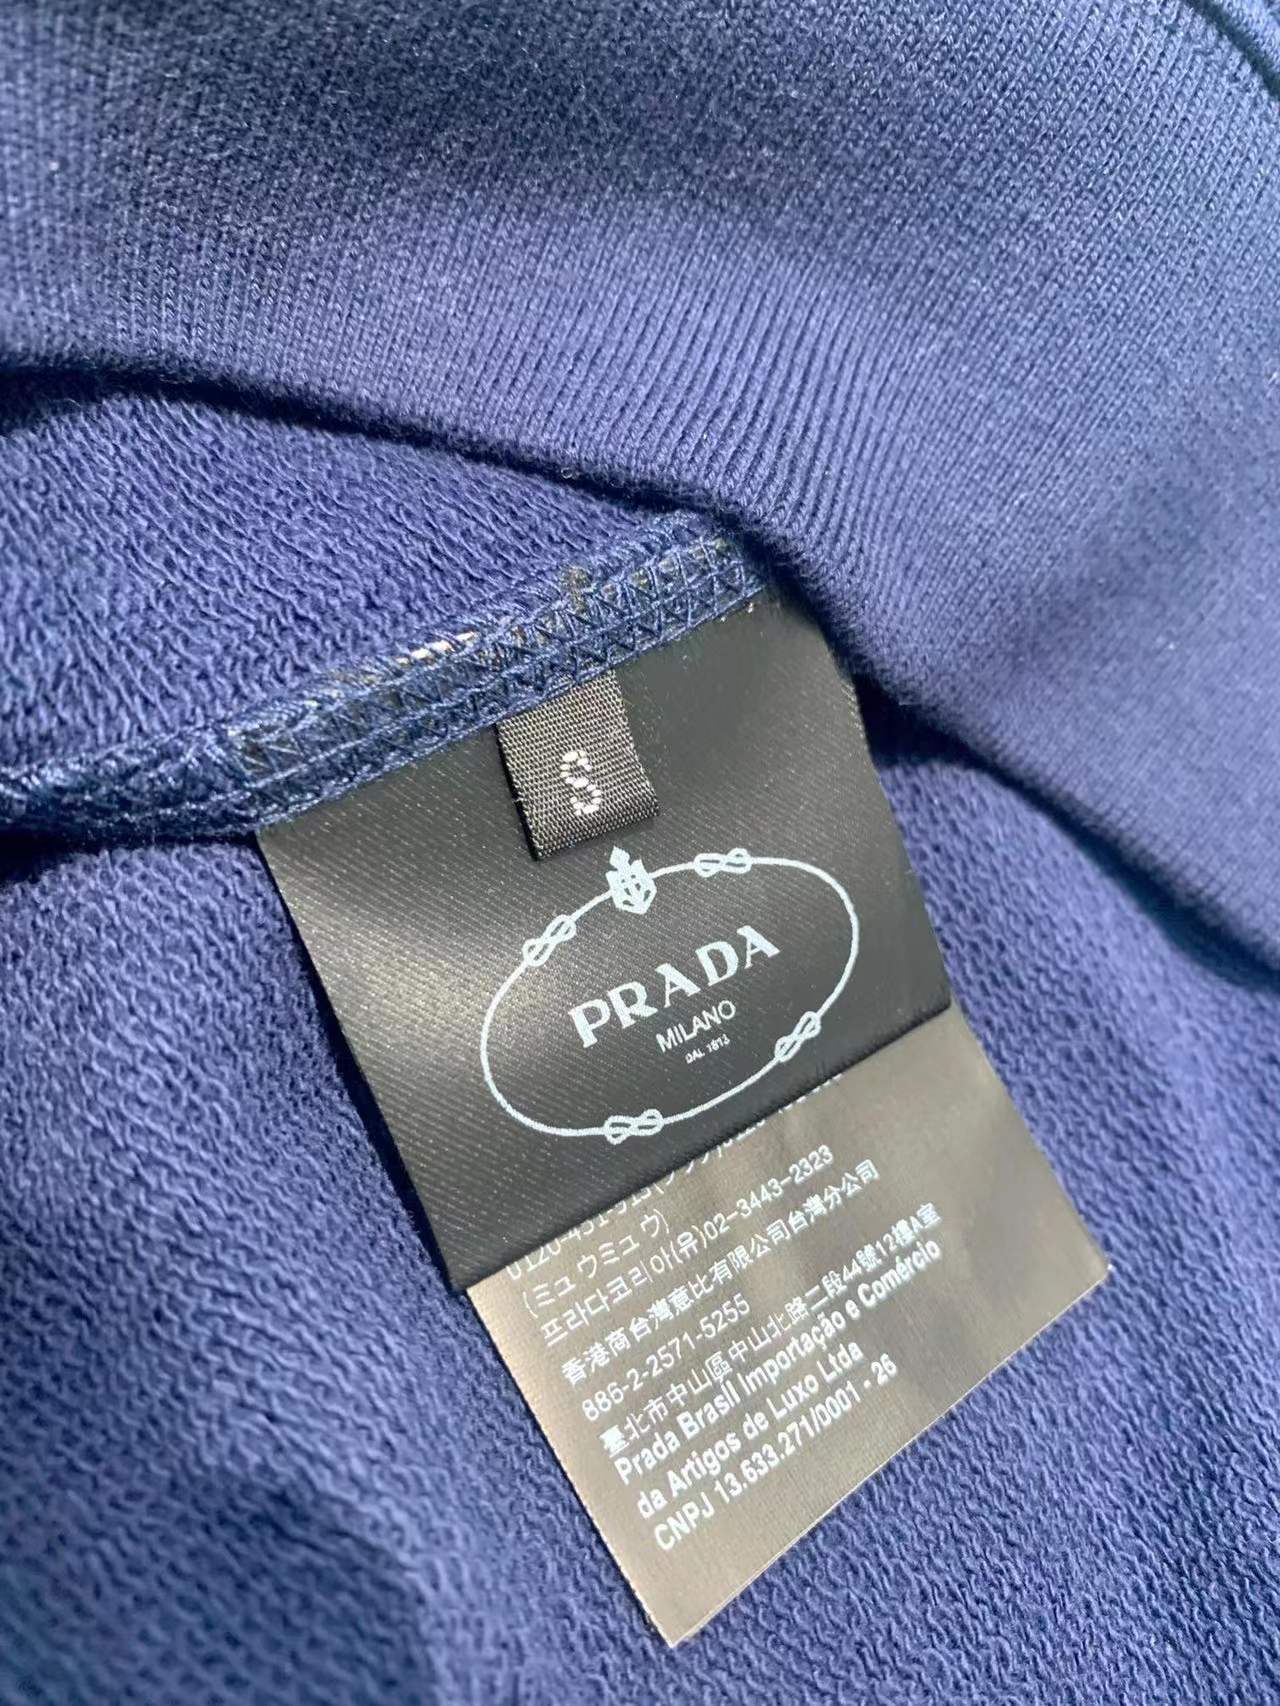 S
PRADA
MILANO
DAL 1913
(ミュウミュウ)
프라다코리아(유)02-3443-2323
香港商台灣薏比有限公司台灣分公司
886-2-2571-5255
臺北市中山區中山北路二段44號12樓A室
Prada Brasil Importação e Comércio
da Artigos de Luxo Ltda
CNPJ 13.633.271/0001 - 26